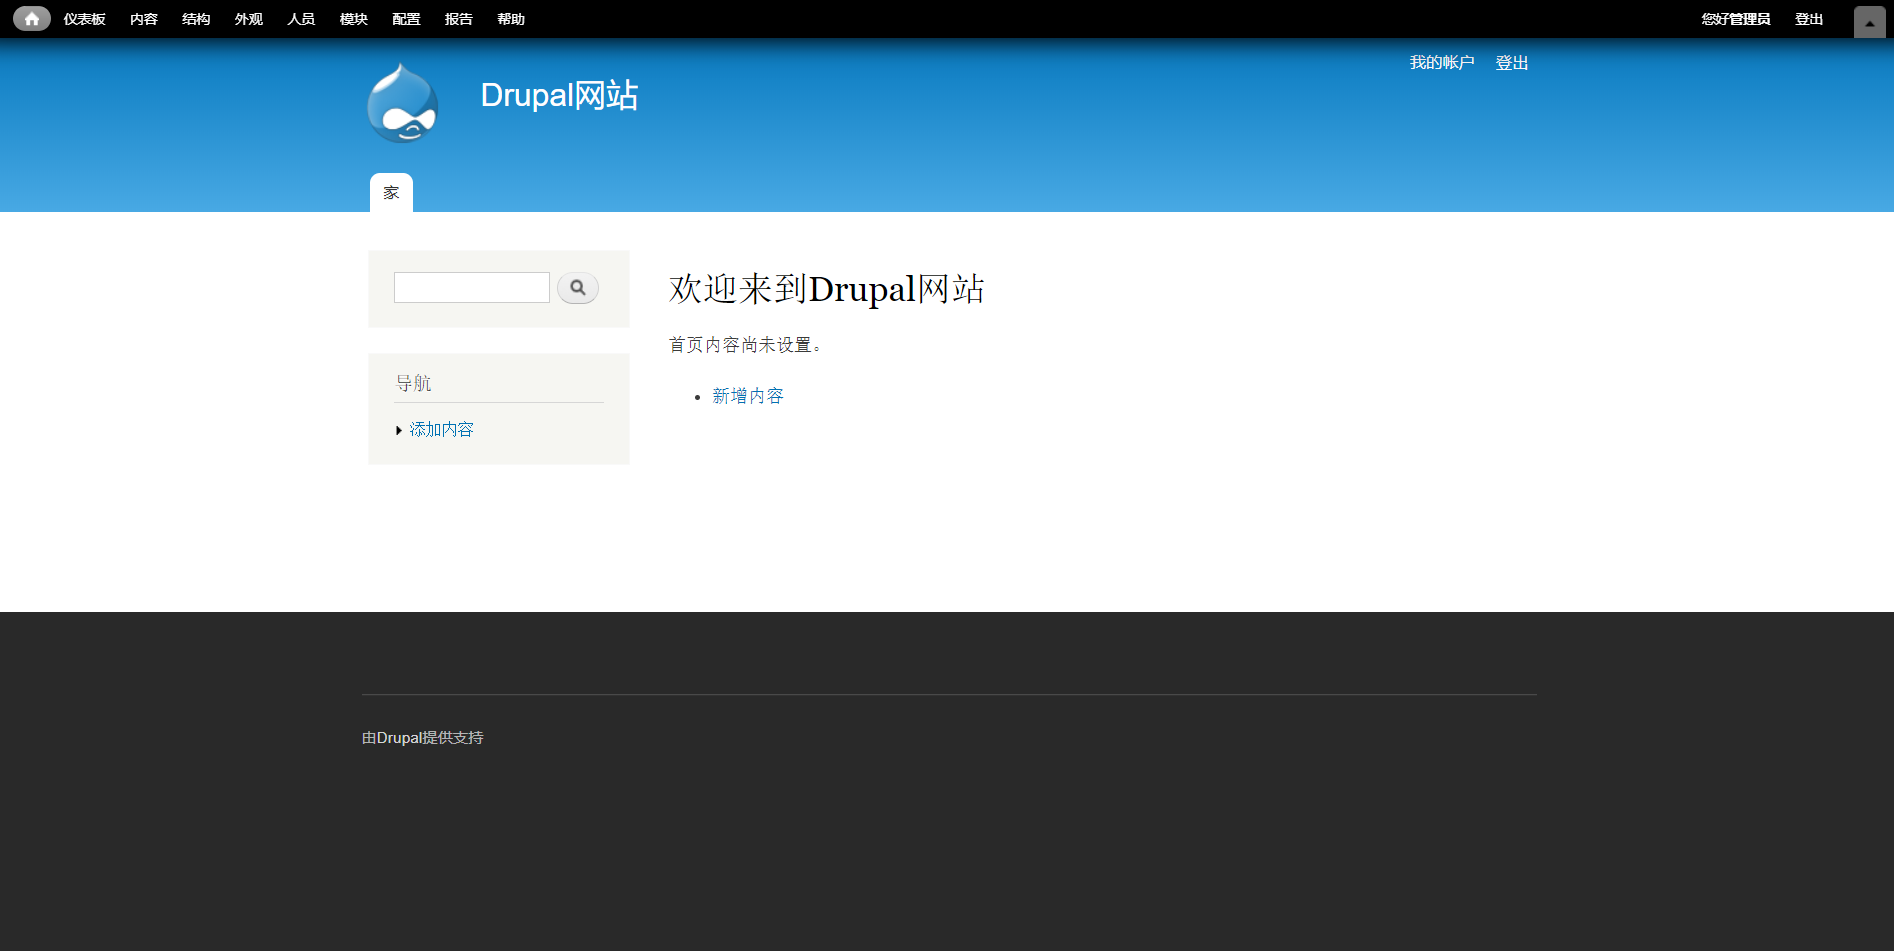 仪表板 内容 结构 外观 人员 模块 配置 报告 帮助 您好管理员 登出
我的帐户 登出
Drupal网站
家
欢迎来到Drupal网站
首页内容尚未设置。
新增内容
导航
添加内容
由Drupal提供支持